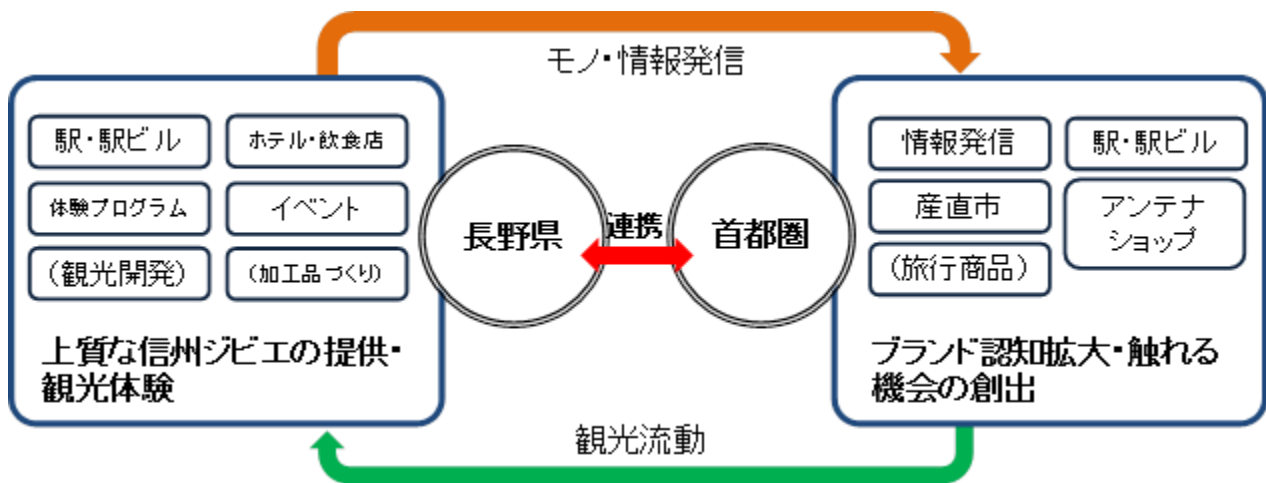 モノ・情報発信
駅・駅ビル
ホテル・飲食店
体験プログラム
イベント
(観光開発)
(加工品づくり)
上質な信州ジビエの提供・
観光体験
長野県
連携
首都圏
情報発信
駅・駅ビル
産直市
アンテナ
ショップ
(旅行商品)
ブランド認知拡大・触れる
機会の創出
観光流動